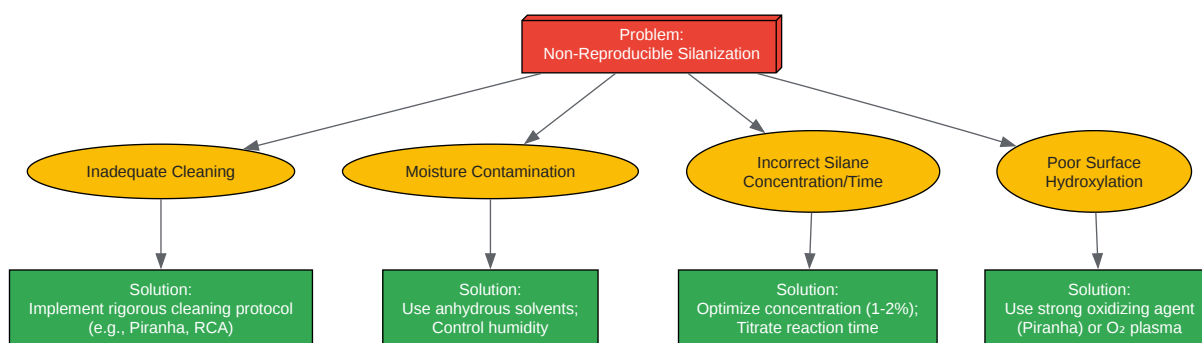 Problem:
Non-Reproducible Silanization
Inadequate Cleaning
Moisture Contamination
Incorrect Silane
Concentration/Time
Poor Surface
Hydroxylation
Solution:
Implement rigorous cleaning protocol
(e.g., Piranha, RCA)
Solution:
Use anhydrous solvents;
Control humidity
Solution:
Optimize concentration (1-2%);
Titrate reaction time
Solution:
Use strong oxidizing agent
(Piranha) or O₂ plasma